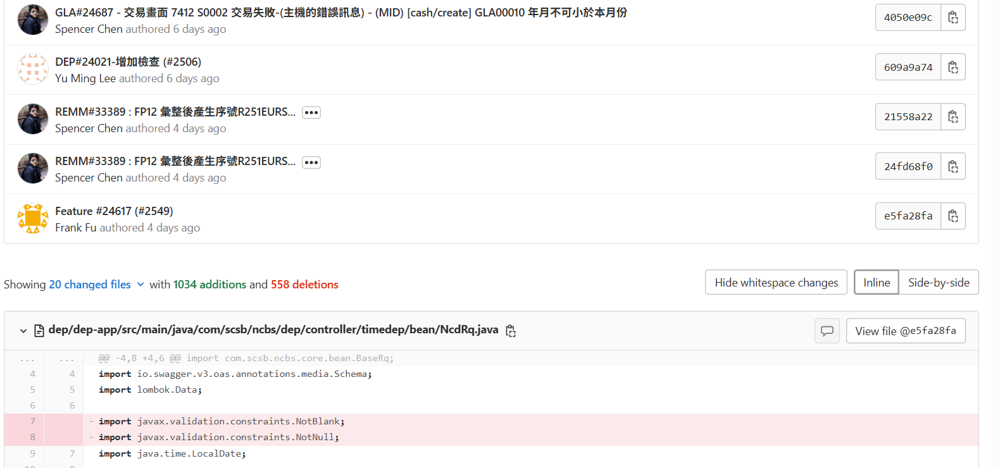 GLA#24687 - 交易畫面 7412 S0002 交易失敗-(主機的錯誤訊息) - (MID) [cash/create] GLA00010 年月不可小於本月份
Spencer Chen authored 6 days ago
4050e09c
DEP#24021-增加檢查 (#2506)
Yu Ming Lee authored 6 days ago
609a9a74
REMM#33389 : FP12 彙整後產生序號R251EURS...
Spencer Chen authored 4 days ago
21558a22
REMM#33389 : FP12 彙整後產生序號R251EURS...
Spencer Chen authored 4 days ago
24fd68f0
Feature #24617 (#2549)
Frank Fu authored 4 days ago
e5fa28fa
Showing 20 changed files with 1034 additions and 558 deletions
Hide whitespace changes
Inline
Side-by-side
dep/dep-app/src/main/java/com/scsb/ncbs/dep/controller/timedep/bean/NcdRq.java
View file @e5fa28fa
... ... @@ -4,8 +4,6 @@ import com.scsb.ncbs.core.bean.BaseRq;
4 4 import io.swagger.v3.oas.annotations.media.Schema;
5 5 import lombok.Data;
6 6
7 - import javax.validation.constraints.NotBlank;
8 - import javax.validation.constraints.NotNull;
9 7 import java.time.LocalDate;
10 8